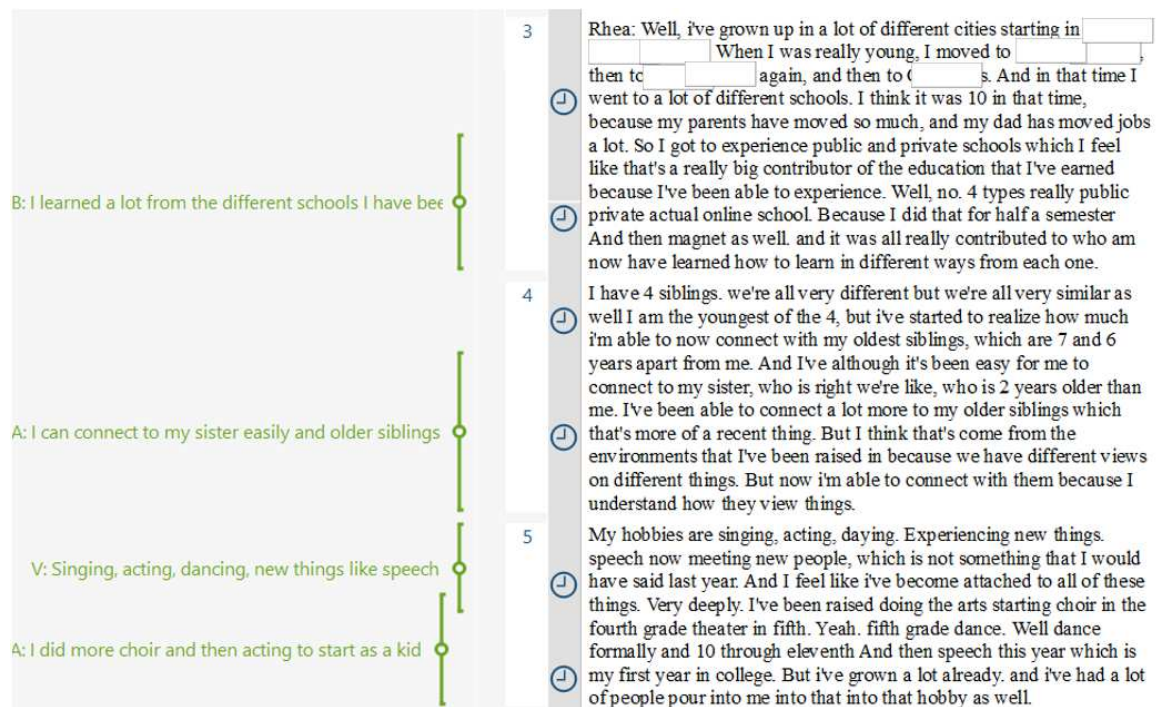 3
Rhea: Well, i've grown up in a lot of different cities starting in
When I was really young, I moved to
then to again, and then to s. And in that time I
went to a lot of different schools. I think it was 10 in that time,
because my parents have moved so much, and my dad has moved jobs
a lot. So I got to experience public and private schools which I feel
like that's a really big contributor of the education that I've earned
because I've been able to experience. Well, no. 4 types really public
private actual online school. Because I did that for half a semester
And then magnet as well. and it was all really contributed to who am
now have learned how to learn in different ways from each one.
B: I learned a lot from the different schools I have bee
4
I have 4 siblings. we're all very different but we're all very similar as
well I am the youngest of the 4, but i've started to realize how much
i'm able to now connect with my oldest siblings, which are 7 and 6
years apart from me. And I've although it's been easy for me to
connect to my sister, who is right we're like, who is 2 years older than
me. I've been able to connect a lot more to my older siblings which
that's more of a recent thing. But I think that's come from the
environments that I've been raised in because we have different views
on different things. But now i'm able to connect with them because I
understand how they view things.
A: I can connect to my sister easily and older siblings
5
My hobbies are singing, acting, daying. Experiencing new things.
speech now meeting new people, which is not something that I would
have said last year. And I feel like i've become attached to all of these
things. Very deeply. I've been raised doing the arts starting choir in the
fourth grade theater in fifth. Yeah. fifth grade dance. Well dance
formally and 10 through eleventh And then speech this year which is
my first year in college. But i've grown a lot already. and i've had a lot
of people pour into me into that into that hobby as well.
V: Singing, acting, dancing, new things like speech
A: I did more choir and then acting to start as a kid